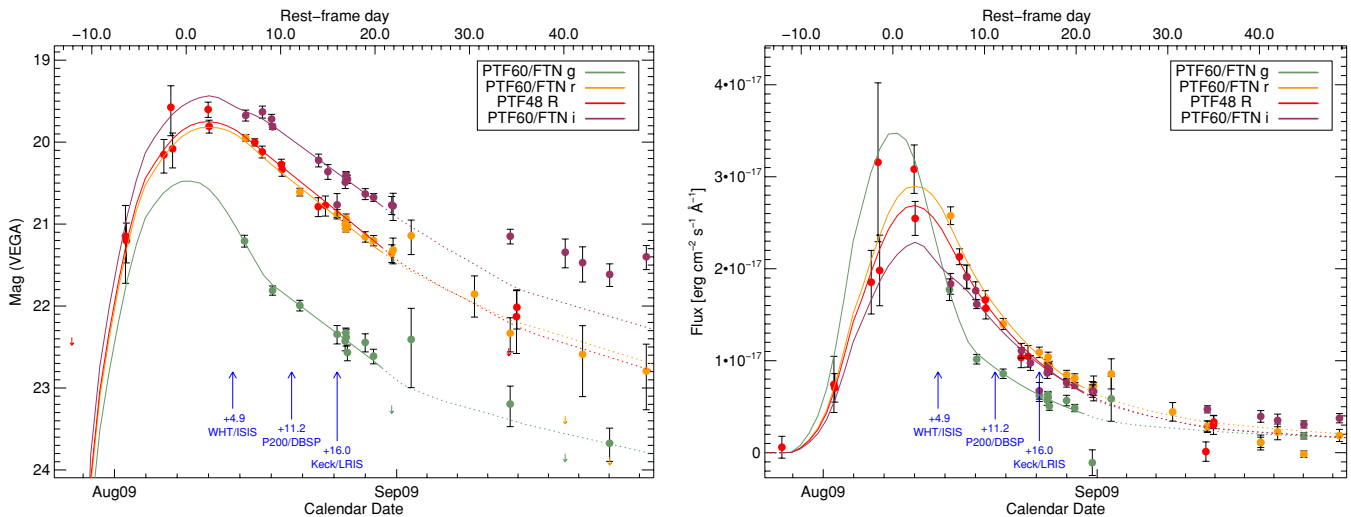 Rest-frame day
−10.0 0.0 10.0 20.0 30.0 40.0
19
20
21
22
23
24
Mag (VEGA)
PTF60/FTN g
PTF60/FTN r
PTF48 R
PTF60/FTN i
+4.9
WHT/ISIS
+11.2
P200/DBSP
+16.0
Keck/LRIS
Aug09 Sep09
Calendar Date
Rest-frame day
−10.0 0.0 10.0 20.0 30.0 40.0
4•10⁻¹⁷
3•10⁻¹⁷
2•10⁻¹⁷
1•10⁻¹⁷
0
Flux [erg cm⁻² s⁻¹ Å⁻¹]
PTF60/FTN g
PTF60/FTN r
PTF48 R
PTF60/FTN i
+4.9
WHT/ISIS
+11.2
P200/DBSP
+16.0
Keck/LRIS
Aug09 Sep09
Calendar Date